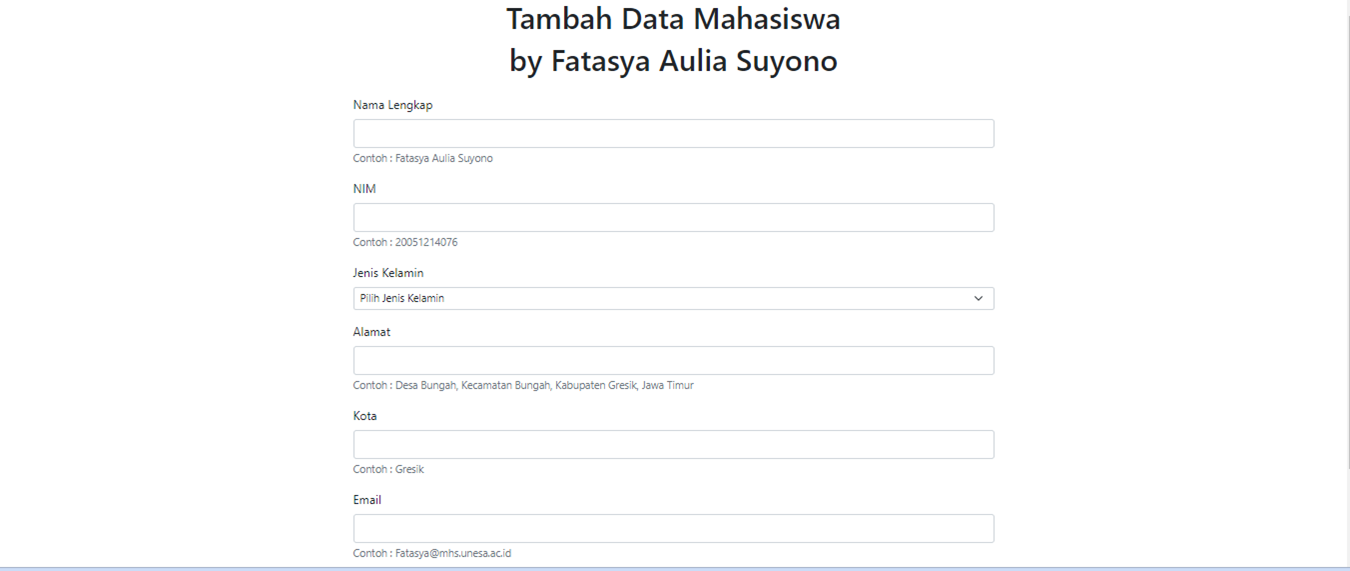 Tambah Data Mahasiswa
by Fatasya Aulia Suyono
Nama Lengkap
Contoh : Fatasya Aulia Suyono
NIM
Contoh : 20051214076
Jenis Kelamin
Pilih Jenis Kelamin
Alamat
Contoh : Desa Bungah, Kecamatan Bungah, Kabupaten Gresik, Jawa Timur
Kota
Contoh : Gresik
Email
Contoh : Fatasya@mhs.unesa.ac.id